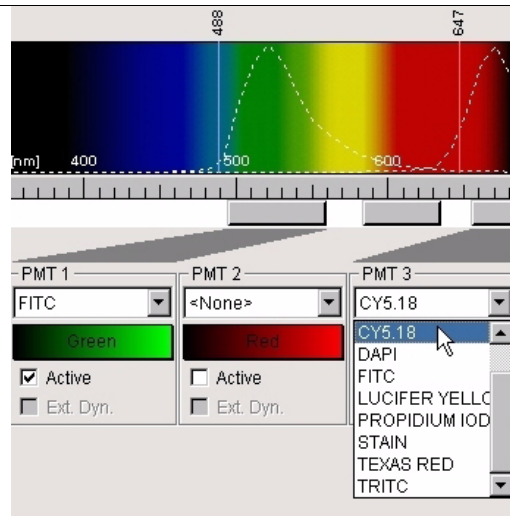 488 647
[nm] 400 500 600
PMT 1 PMT 2 PMT 3
FITC <None> CY5.18
Green Red CY5.18
DAPI
Active Active FITC
Ext. Dyn. Ext. Dyn. LUCIFER YELLC
PROPIDIUM IOD
STAIN
TEXAS RED
TRITC